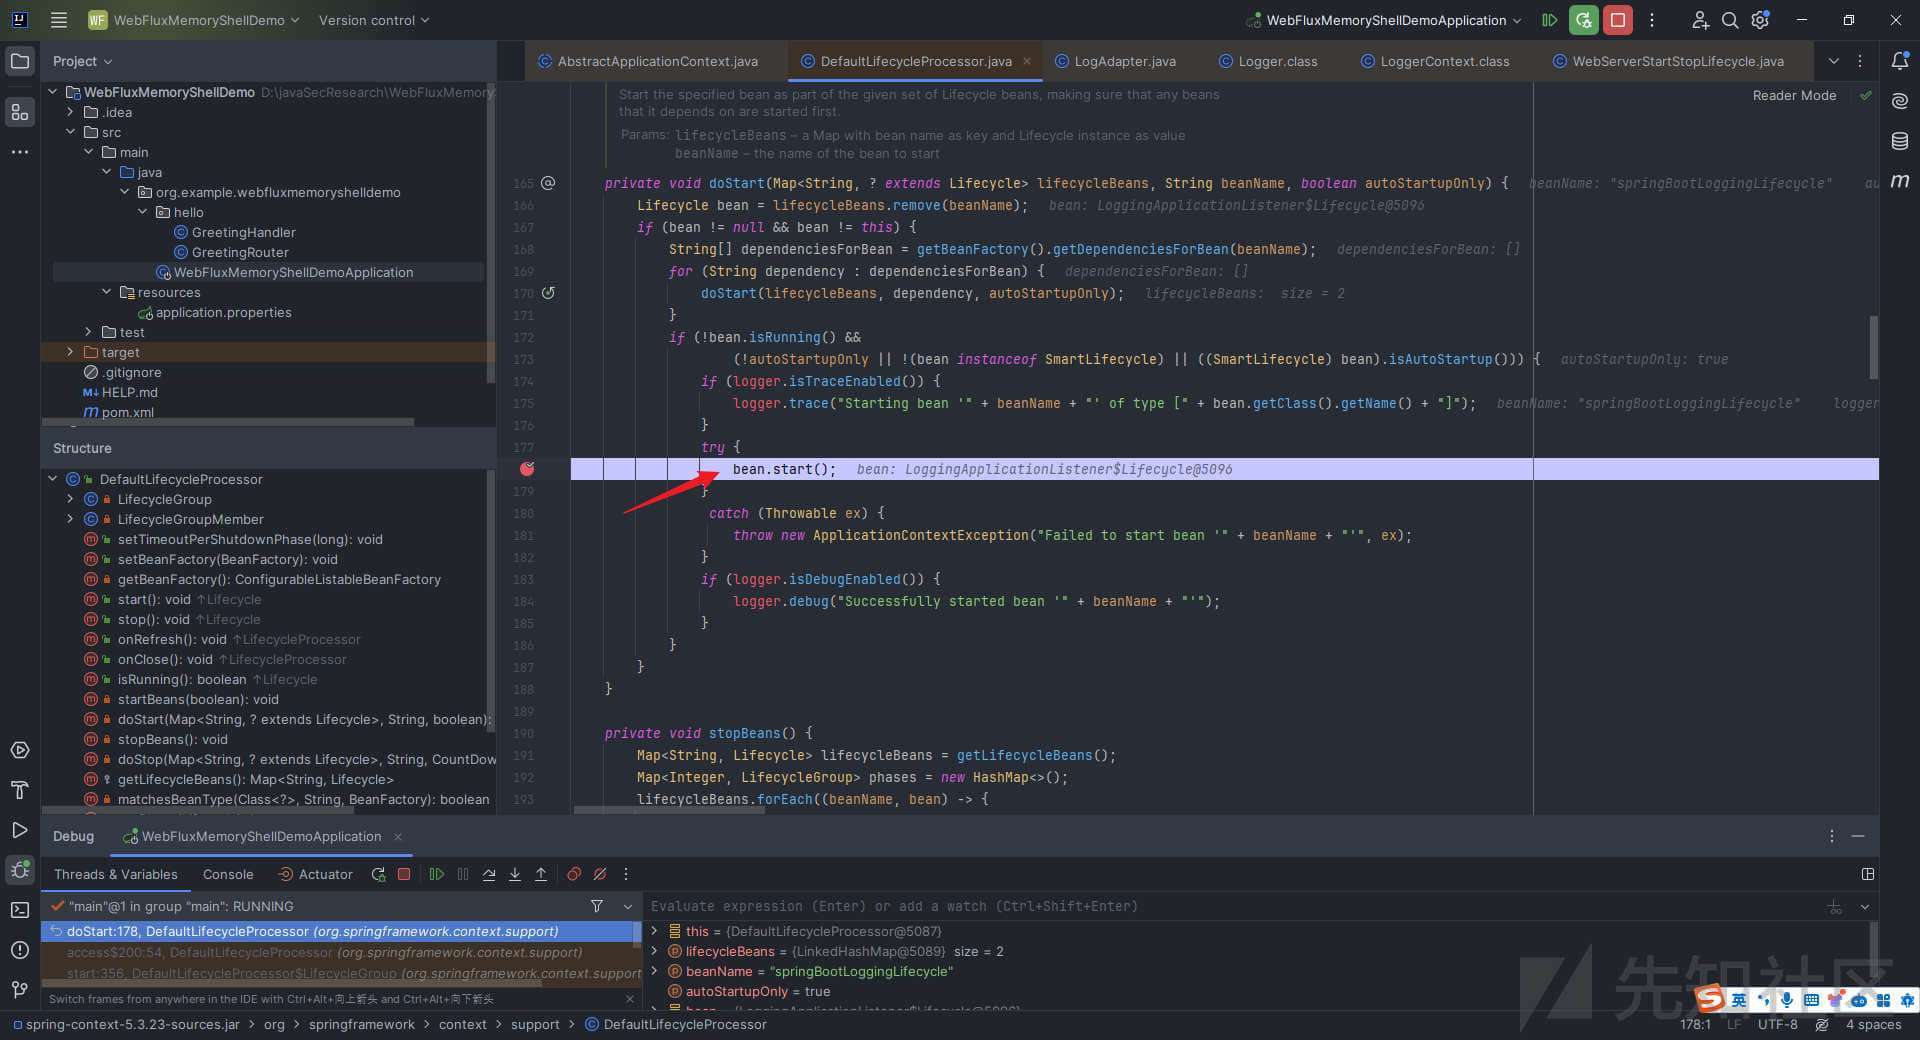 WF WebFluxMemoryShellDemo Version control WebFluxMemoryShellDemoApplication
Project
AbstractApplicationContext.java DefaultLifecycleProcessor.java LogAdapter.java Logger.class LoggerContext.class WebServerStartStopLifecycle.java
WebFluxMemoryShellDemo D:\javaSecResearch\WebFluxMemory
.idea
src
main
java
org.example.webfluxmemoryshelldemo
hello
GreetingHandler
GreetingRouter
WebFluxMemoryShellDemoApplication
resources
application.properties
test
target
.gitignore
HELP.md
pom.xml
Structure
DefaultLifecycleProcessor
LifecycleGroup
LifecycleGroupMember
setTimeoutPerShutdownPhase(long): void
setBeanFactory(BeanFactory): void
getBeanFactory(): ConfigurableListableBeanFactory
start(): void ↑Lifecycle
stop(): void ↑Lifecycle
onRefresh(): void ↑LifecycleProcessor
onClose(): void ↑LifecycleProcessor
isRunning(): boolean ↑Lifecycle
startBeans(boolean): void
doStart(Map<String, ? extends Lifecycle>, String, boolean):
stopBeans(): void
doStop(Map<String, ? extends Lifecycle>, String, CountDow
getLifecycleBeans(): Map<String, Lifecycle>
matchesBeanType(Class<?>, String, BeanFactory): boolean
Start the specified bean as part of the given set of Lifecycle beans, making sure that any beans
that it depends on are started first.
Params: lifecycleBeans – a Map with bean name as key and Lifecycle instance as value
beanName – the name of the bean to start
Reader Mode
165 private void doStart(Map<String, ? extends Lifecycle> lifecycleBeans, String beanName, boolean autoStartupOnly) { beanName: "springBootLoggingLifecycle" au
166 Lifecycle bean = lifecycleBeans.remove(beanName); bean: LoggingApplicationListener$Lifecycle@5096
167 if (bean != null && bean != this) {
168 String[] dependenciesForBean = getBeanFactory().getDependenciesForBean(beanName); dependenciesForBean: []
169 for (String dependency : dependenciesForBean) { dependenciesForBean: []
170 doStart(lifecycleBeans, dependency, autoStartupOnly); lifecycleBeans: size = 2
171 }
172 if (!bean.isRunning() &&
173 (!autoStartupOnly || !(bean instanceof SmartLifecycle) || ((SmartLifecycle) bean).isAutoStartup())) { autoStartupOnly: true
174 if (logger.isTraceEnabled()) {
175 logger.trace("Starting bean '" + beanName + "' of type [" + bean.getClass().getName() + "]"); beanName: "springBootLoggingLifecycle" logger
176 }
177 try {
bean.start(); bean: LoggingApplicationListener$Lifecycle@5096
179 }
180 catch (Throwable ex) {
181 throw new ApplicationContextException("Failed to start bean '" + beanName + "'", ex);
182 }
183 if (logger.isDebugEnabled()) {
184 logger.debug("Successfully started bean '" + beanName + "'");
185 }
186 }
187 }
188 }
189
190 private void stopBeans() {
191 Map<String, Lifecycle> lifecycleBeans = getLifecycleBeans();
192 Map<Integer, LifecycleGroup> phases = new HashMap<>();
193 lifecycleBeans.forEach((beanName, bean) -> {
Debug WebFluxMemoryShellDemoApplication
Threads & Variables Console Actuator
"main"@1 in group "main": RUNNING
doStart:178, DefaultLifecycleProcessor (org.springframework.context.support)
access$200:54, DefaultLifecycleProcessor (org.springframework.context.support)
start:356, DefaultLifecycleProcessor$LifecycleGroup (org.springframework.context.support
Switch frames from anywhere in the IDE with Ctrl+Alt+向上箭头 and Ctrl+Alt+向下箭头
Evaluate expression (Enter) or add a watch (Ctrl+Shift+Enter)
this = {DefaultLifecycleProcessor@5087}
lifecycleBeans = {LinkedHashMap@5089} size = 2
beanName = "springBootLoggingLifecycle"
autoStartupOnly = true
bean = {LoggingApplicationListener$Lifecycle@5096}
先知社区
英
spring-context-5.3.23-sources.jar > org > springframework > context > support > DefaultLifecycleProcessor
178:1 LF UTF-8 4 spaces